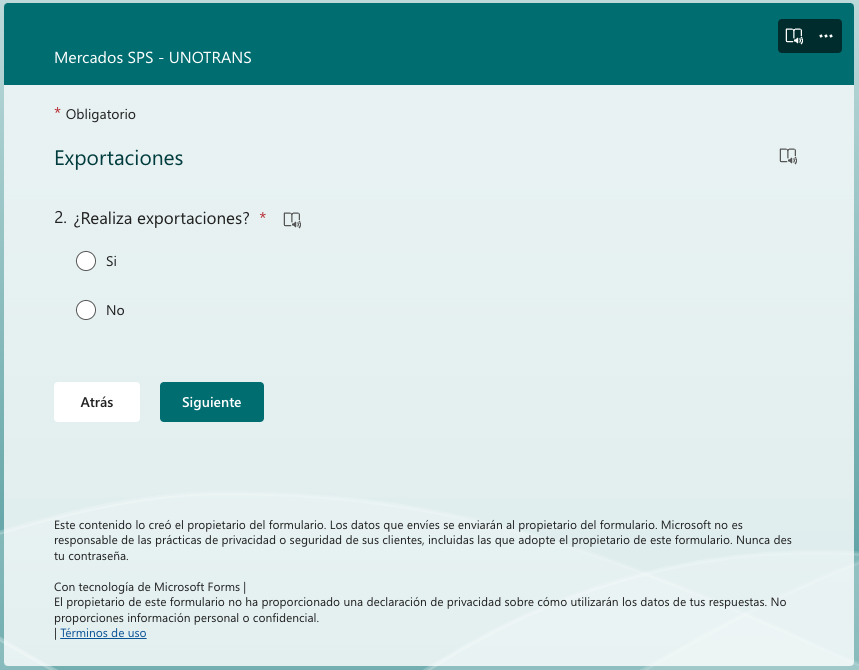 Mercados SPS - UNOTRANS
* Obligatorio
Exportaciones
2. ¿Realiza exportaciones? *
Si
No
Atrás
Siguiente
Este contenido lo creó el propietario del formulario. Los datos que envíes se enviarán al propietario del formulario. Microsoft no es
responsable de las prácticas de privacidad o seguridad de sus clientes, incluidas las que adopte el propietario de este formulario. Nunca des
tu contraseña.
Con tecnología de Microsoft Forms |
El propietario de este formulario no ha proporcionado una declaración de privacidad sobre cómo utilizarán los datos de tus respuestas. No
proporciones información personal o confidencial.
| Términos de uso